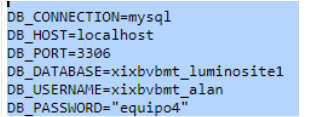 DB_CONNECTION=mysql
DB_HOST=localhost
DB_PORT=3306
DB_DATABASE=xixbvbmt_luminosite1
DB_USERNAME=xixbvbmt_alan
DB_PASSWORD="equipo4"